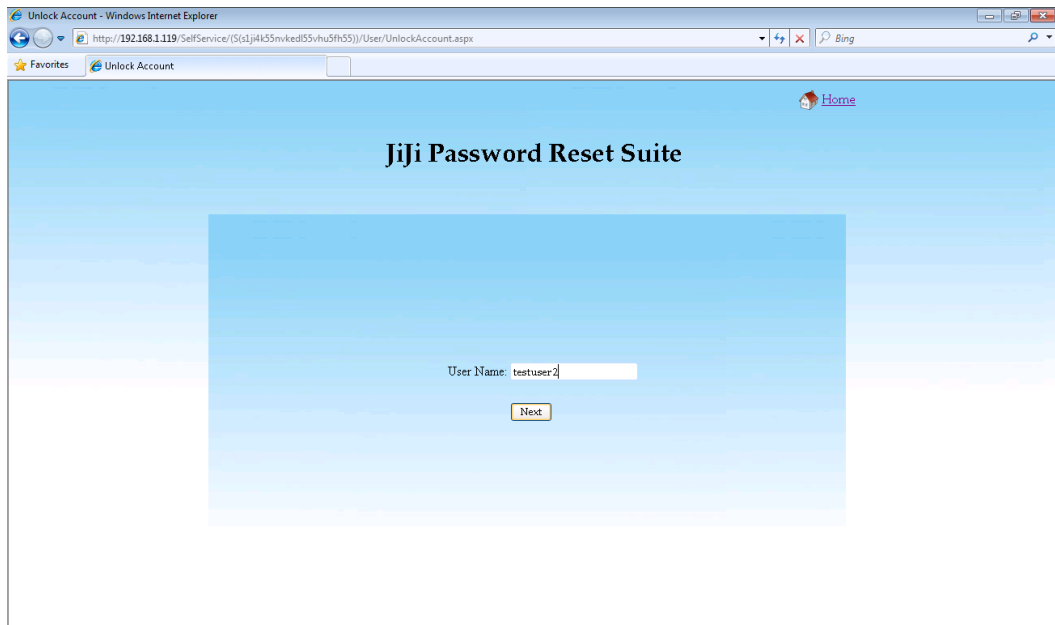 Unlock Account - Windows Internet Explorer
http://192.168.1.119/SelfService/(S(s1ji4k55nvkedl55vhu5fh55))/User/UnlockAccount.aspx
Bing
Favorites
Unlock Account
Home
JiJi Password Reset Suite
User Name: testuser2
Next